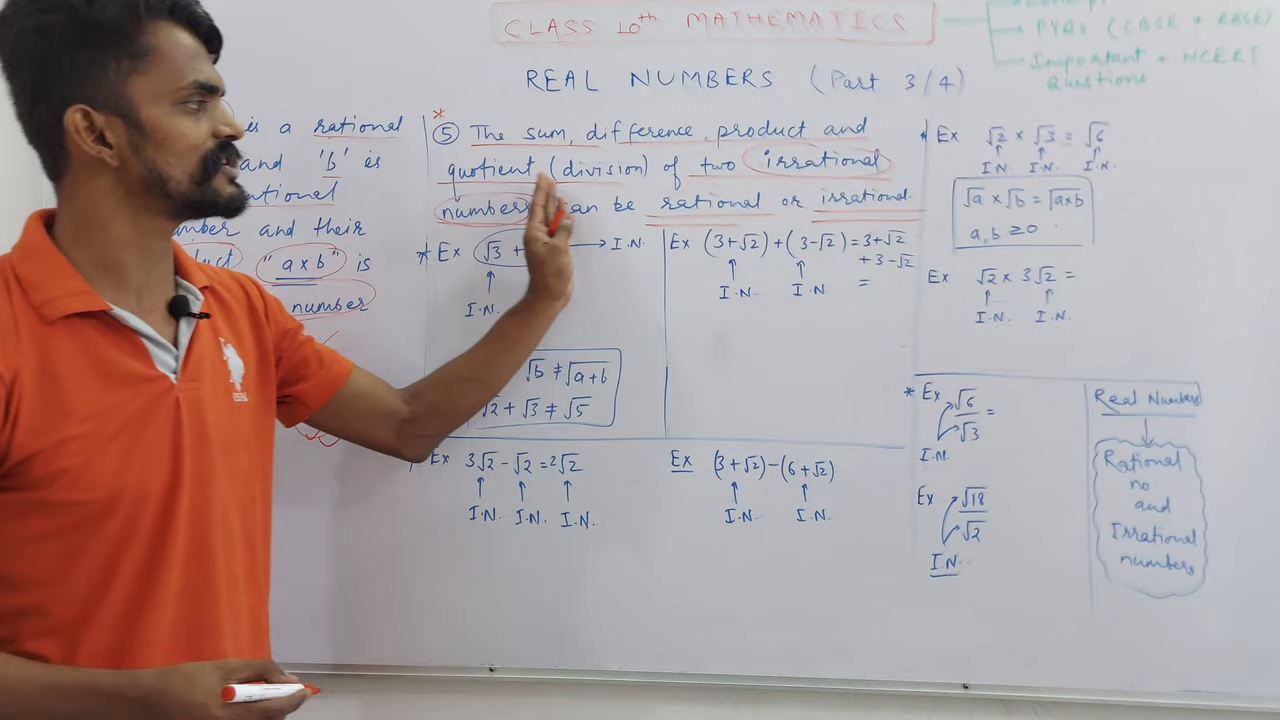 CLASS 10th MATHEMATICS
PYQs (CBSE + RBSE)
Important + NCERT
Questions
REAL NUMBERS (Part 3/4)
is a rational
and 'b' is
and their
"a×b" is
number
* ⑤ The sum, difference, product and
quotient (division) of two irrational
numbers can be rational or irrational.
* Ex √3 + → I.N.
I.N.
√b ≠ √a+b
√2 + √3 ≠ √5
Ex (3+√2)+(3-√2) = 3+√2
+ 3-√2
I.N. I.N =
Ex 3√2 - √2 = 2√2
I.N. I.N. I.N.
Ex (3+√2)-(6+√2)
I.N. I.N.
Ex √2 × √3 = √6
I.N. I.N. I.N.
√a × √b = √a×b
a, b ≥ 0
Ex √2 × 3√2 =
I.N. I.N.
* Ex √6/√3 =
I.N.
Ex √18/√2
I.N.
Real Numbers
Rational
no.
and
Irrational
numbers